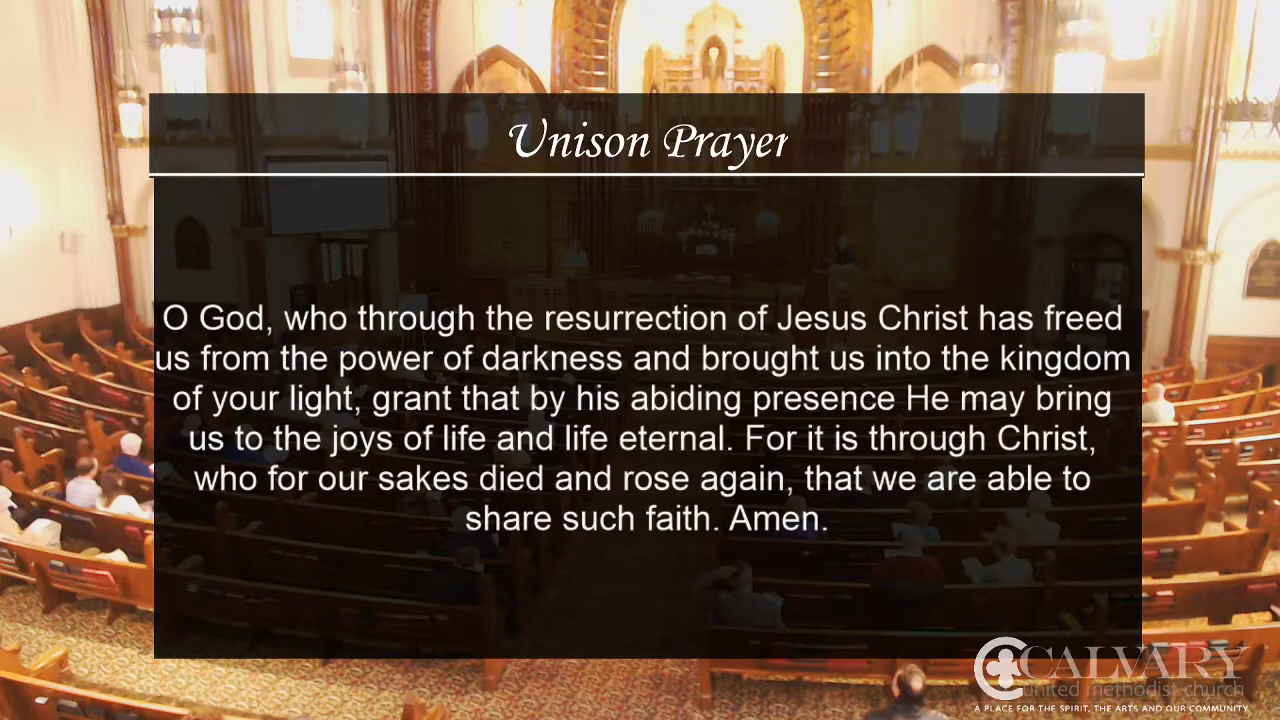 Unison Prayer
O God, who through the resurrection of Jesus Christ has freed
us from the power of darkness and brought us into the kingdom
of your light, grant that by his abiding presence He may bring
us to the joys of life and life eternal. For it is through Christ,
who for our sakes died and rose again, that we are able to
share such faith. Amen.
CALVARY
united methodist church
A PLACE FOR THE SPIRIT, THE ARTS AND OUR COMMUNITY